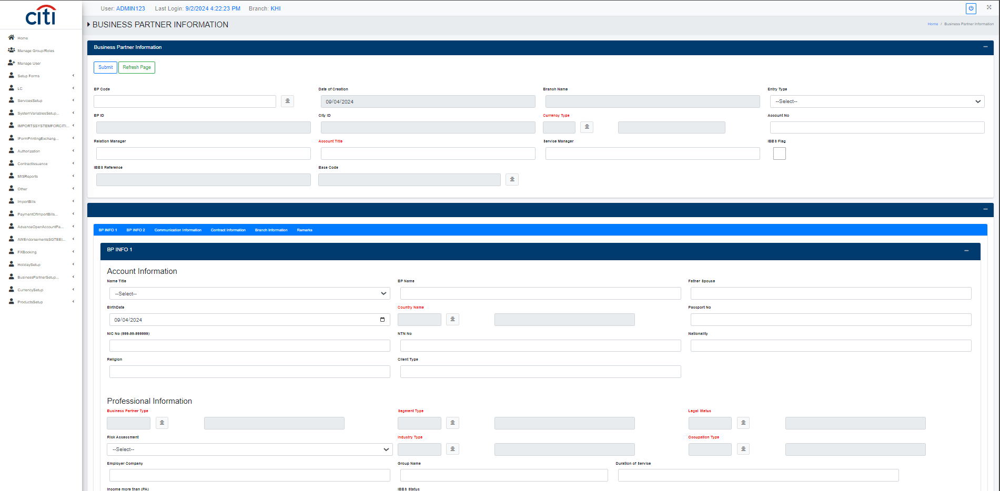 citi
User: ADMIN123 Last Login: 9/2/2024 4:22:23 PM Branch: KHI
BUSINESS PARTNER INFORMATION
Home / Business Partner Information
Home
Manage Group/Roles
Manage User
Setup Forms
LC
ServicesSetup
SystemVariablesSetup...
IMPORTSSYSTEMFORCITI...
IFormPrintingExchang...
Authorization
ContractIssuance
MISReports
Other
ImportBills
PaymentOfImportBills...
AdvanceOpenAccountPa...
AWEndorsementsSGTEEI...
FXBooking
HolidaySetup
BusinessPartnerSetup...
CurrencySetup
ProductsSetup
Business Partner Information
Submit Refresh Page
BP Code Date of Creation Branch Name Entry Type
09/04/2024 --Select--
BP ID City ID Currency Type Account No
Relation Manager Account Title Service Manager IBBS Flag
IBBS Reference Base Code
BP INFO 1 BP INFO 2 Communication Information Contract Information Branch Information Remarks
BP INFO 1
Account Information
Name Title BP Name Father Spouse
--Select--
BirthDate Country Name Passport No
09/04/2024
NIC No (999-99-999999) NTN No Nationality
Religion Client Type
Professional Information
Business Partner Type Segment Type Legal Status
Risk Assessment Industry Type Occupation Type
--Select--
Employer Company Group Name Duration of Service
Income more than (PA) IBBS Status